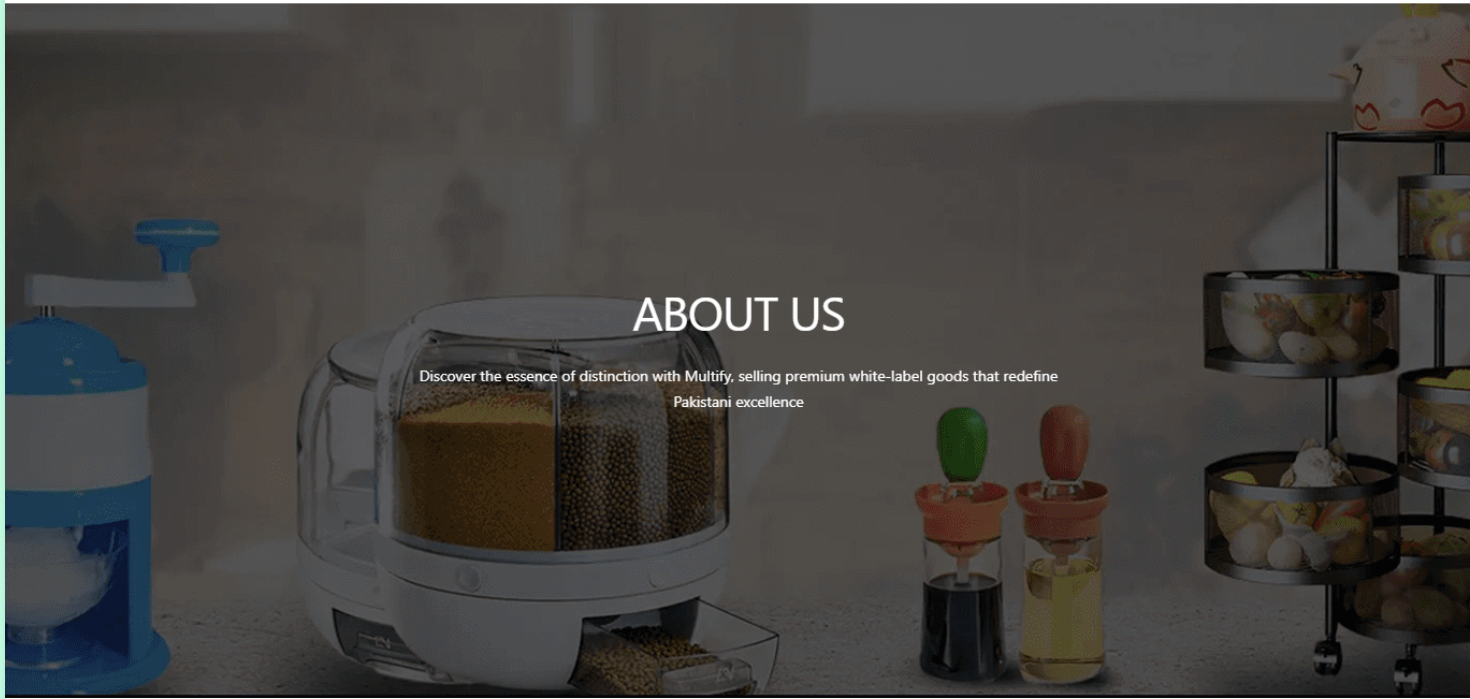 ABOUT US
Discover the essence of distinction with Multify, selling premium white-label goods that redefine
Pakistani excellence